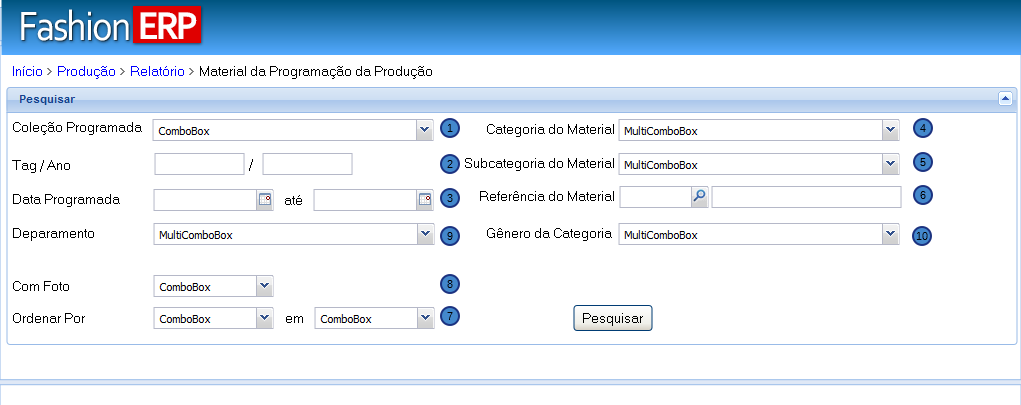 Fashion ERP
Início > Produção > Relatório > Material da Programação da Produção
Pesquisar
Coleção Programada ComboBox 1 Categoria do Material MultiComboBox 4
Tag / Ano / 2 Subcategoria do Material MultiComboBox 5
Data Programada até 3 Referência do Material 6
Deparamento MultiComboBox 9 Gênero da Categoria MultiComboBox 10
Com Foto ComboBox 8
Ordenar Por ComboBox em ComboBox 7 Pesquisar